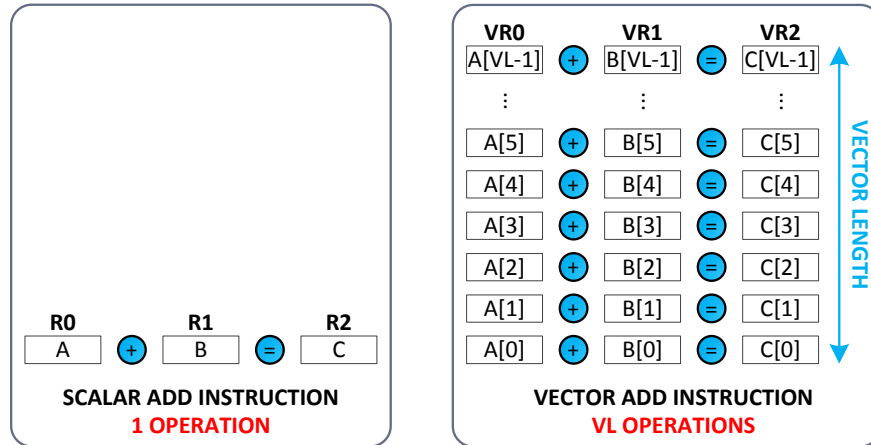 R0 R1 R2
A + B = C
SCALAR ADD INSTRUCTION
1 OPERATION
VR0 VR1 VR2
A[VL-1] + B[VL-1] = C[VL-1]
⋮ ⋮ ⋮
A[5] + B[5] = C[5]
A[4] + B[4] = C[4]
A[3] + B[3] = C[3]
A[2] + B[2] = C[2]
A[1] + B[1] = C[1]
A[0] + B[0] = C[0]
VECTOR LENGTH
VECTOR ADD INSTRUCTION
VL OPERATIONS